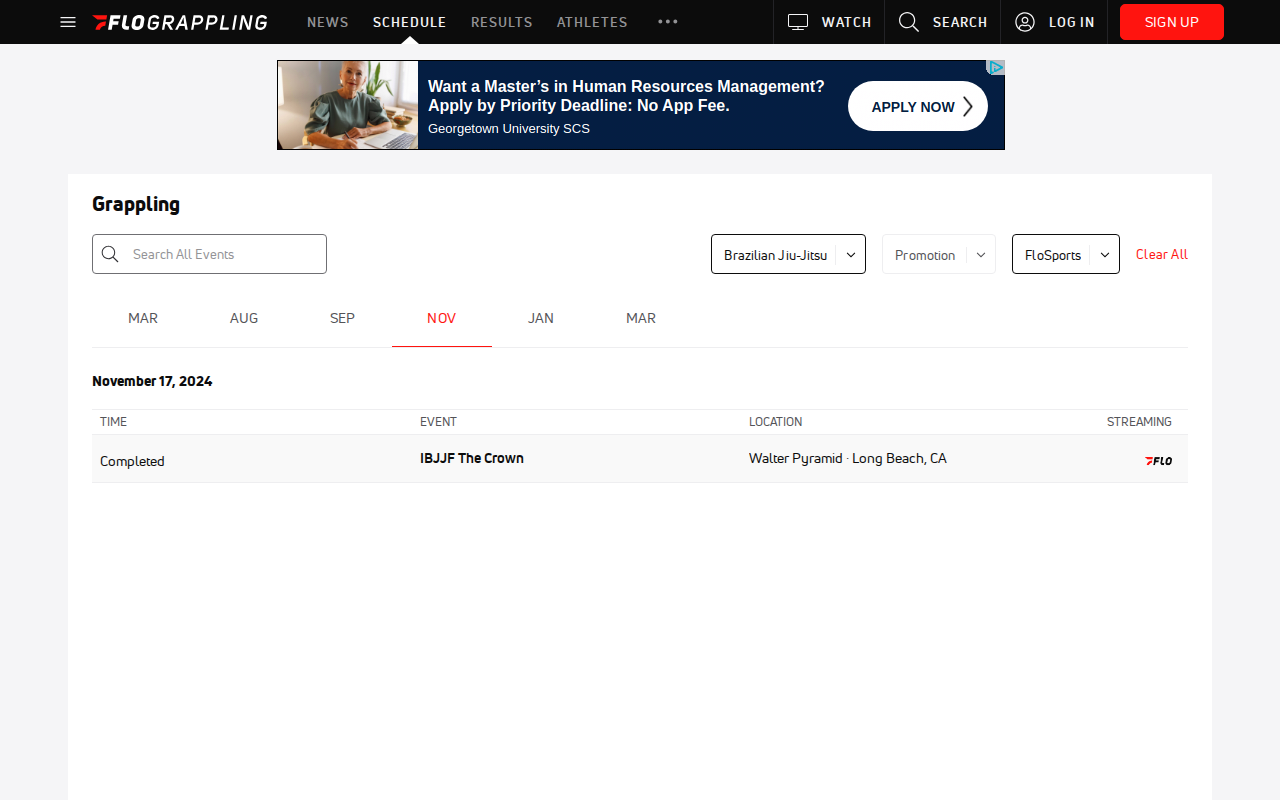 FLOGRAPPLING NEWS SCHEDULE RESULTS ATHLETES WATCH SEARCH LOG IN SIGN UP
Want a Master's in Human Resources Management?
Apply by Priority Deadline: No App Fee.
Georgetown University SCS
APPLY NOW
Grappling
Search All Events Brazilian Jiu-Jitsu Promotion FloSports Clear All
MAR AUG SEP NOV JAN MAR
November 17, 2024
TIME EVENT LOCATION STREAMING
Completed IBJJF The Crown Walter Pyramid · Long Beach, CA FLO